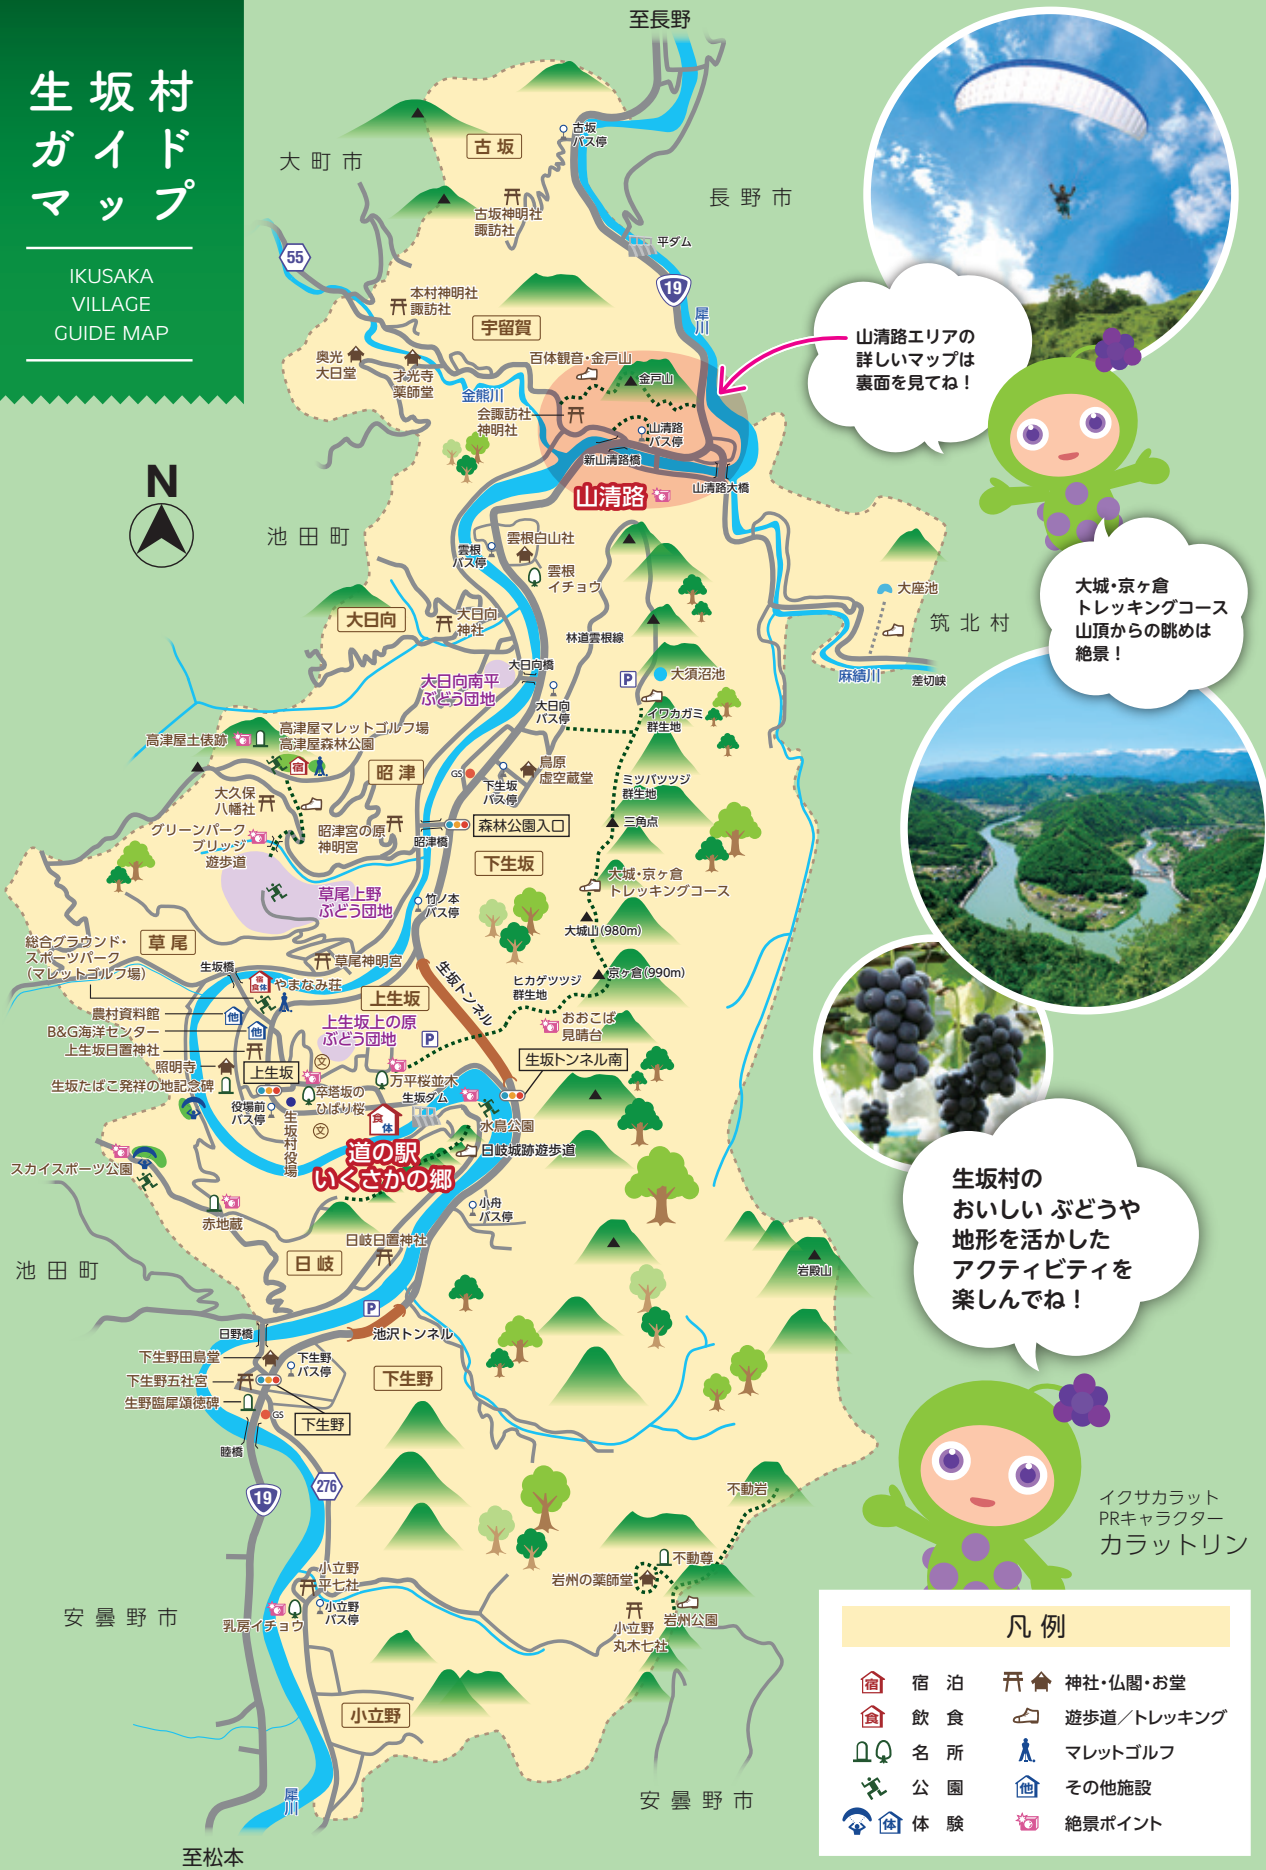 生坂村
ガイド
マップ
IKUSAKA
VILLAGE
GUIDE MAP
至長野
大町市
古坂
古坂
バス停
長野市
古坂神明社
諏訪社
平ダム
55
19
犀川
本村神明社
諏訪社
宇留賀
奥光
大日堂
才光寺
薬師堂
百体観音・金戸山
金戸山
金熊川
会諏訪社
神明社
山清路
バス停
新山清路橋
山清路大橋
山清路
山清路エリアの
詳しいマップは
裏面を見てね！
N
池田町
雲根
バス停
雲根白山社
雲根
イチョウ
大日向
大日向
神社
林道雲根線
大座池
筑北村
麻績川
差切峡
大城・京ヶ倉
トレッキングコース
山頂からの眺めは
絶景！
大日向橋
大日向南平
ぶどう団地
大日向
バス停
P
大須沼池
イワカガミ
群生地
高津屋土俵跡
高津屋マレットゴルフ場
高津屋森林公園
宿
昭津
GS
下生坂
バス停
鳥原
虚空蔵堂
ミツバツツジ
群生地
大久保
八幡社
グリーンパーク
ブリッジ
遊歩道
昭津宮の原
神明宮
昭津橋
森林公園入口
三角点
下生坂
大城・京ヶ倉
トレッキングコース
草尾上野
ぶどう団地
竹ノ本
バス停
大城山(980m)
総合グラウンド・
スポーツパーク
(マレットゴルフ場)
草尾
生坂橋
草尾神明宮
生坂トンネル
宿
食体
やまなみ荘
上生坂
ヒカゲツツジ
群生地
京ヶ倉(990m)
農村資料館
他
B&G海洋センター
他
上生坂日置神社
上生坂上の原
ぶどう団地
P
おおこば
見晴台
照明寺
上生坂
文
生坂トンネル南
生坂たばこ発祥の地記念碑
卒塔坂の
ひばり桜
万平桜並木
生坂ダム
役場前
バス停
生坂村役場
文
食
体
水鳥公園
道の駅
いくさかの郷
日岐城跡遊歩道
スカイスポーツ公園
赤地蔵
小舟
バス停
日岐日置神社
日岐
池田町
岩殿山
生坂村の
おいしい ぶどうや
地形を活かした
アクティビティを
楽しんでね！
P
日野橋
池沢トンネル
下生野田島堂
下生野
バス停
下生野五社宮
下生野
生野臨犀頌徳碑
GS
下生野
睦橋
19
276
不動岩
イクサカラット
PRキャラクター
カラットリン
小立野
平七社
不動尊
岩州の薬師堂
安曇野市
小立野
バス停
乳房イチョウ
小立野
丸木七社
岩州公園
小立野
犀川
安曇野市
至松本
凡例
宿 宿泊
神社・仏閣・お堂
食 飲食
遊歩道／トレッキング
名所
マレットゴルフ
公園
他 その他施設
体 体験
絶景ポイント